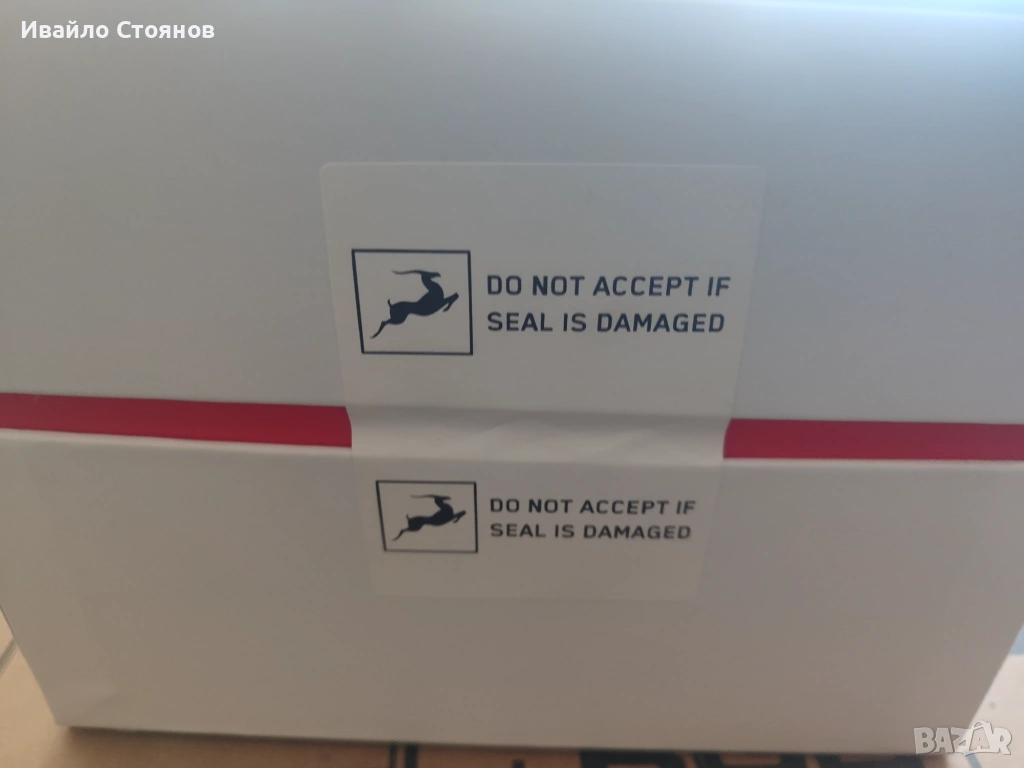 Ивайло Стоянов
DO NOT ACCEPT IF
SEAL IS DAMAGED
DO NOT ACCEPT IF
SEAL IS DAMAGED
BAZAR